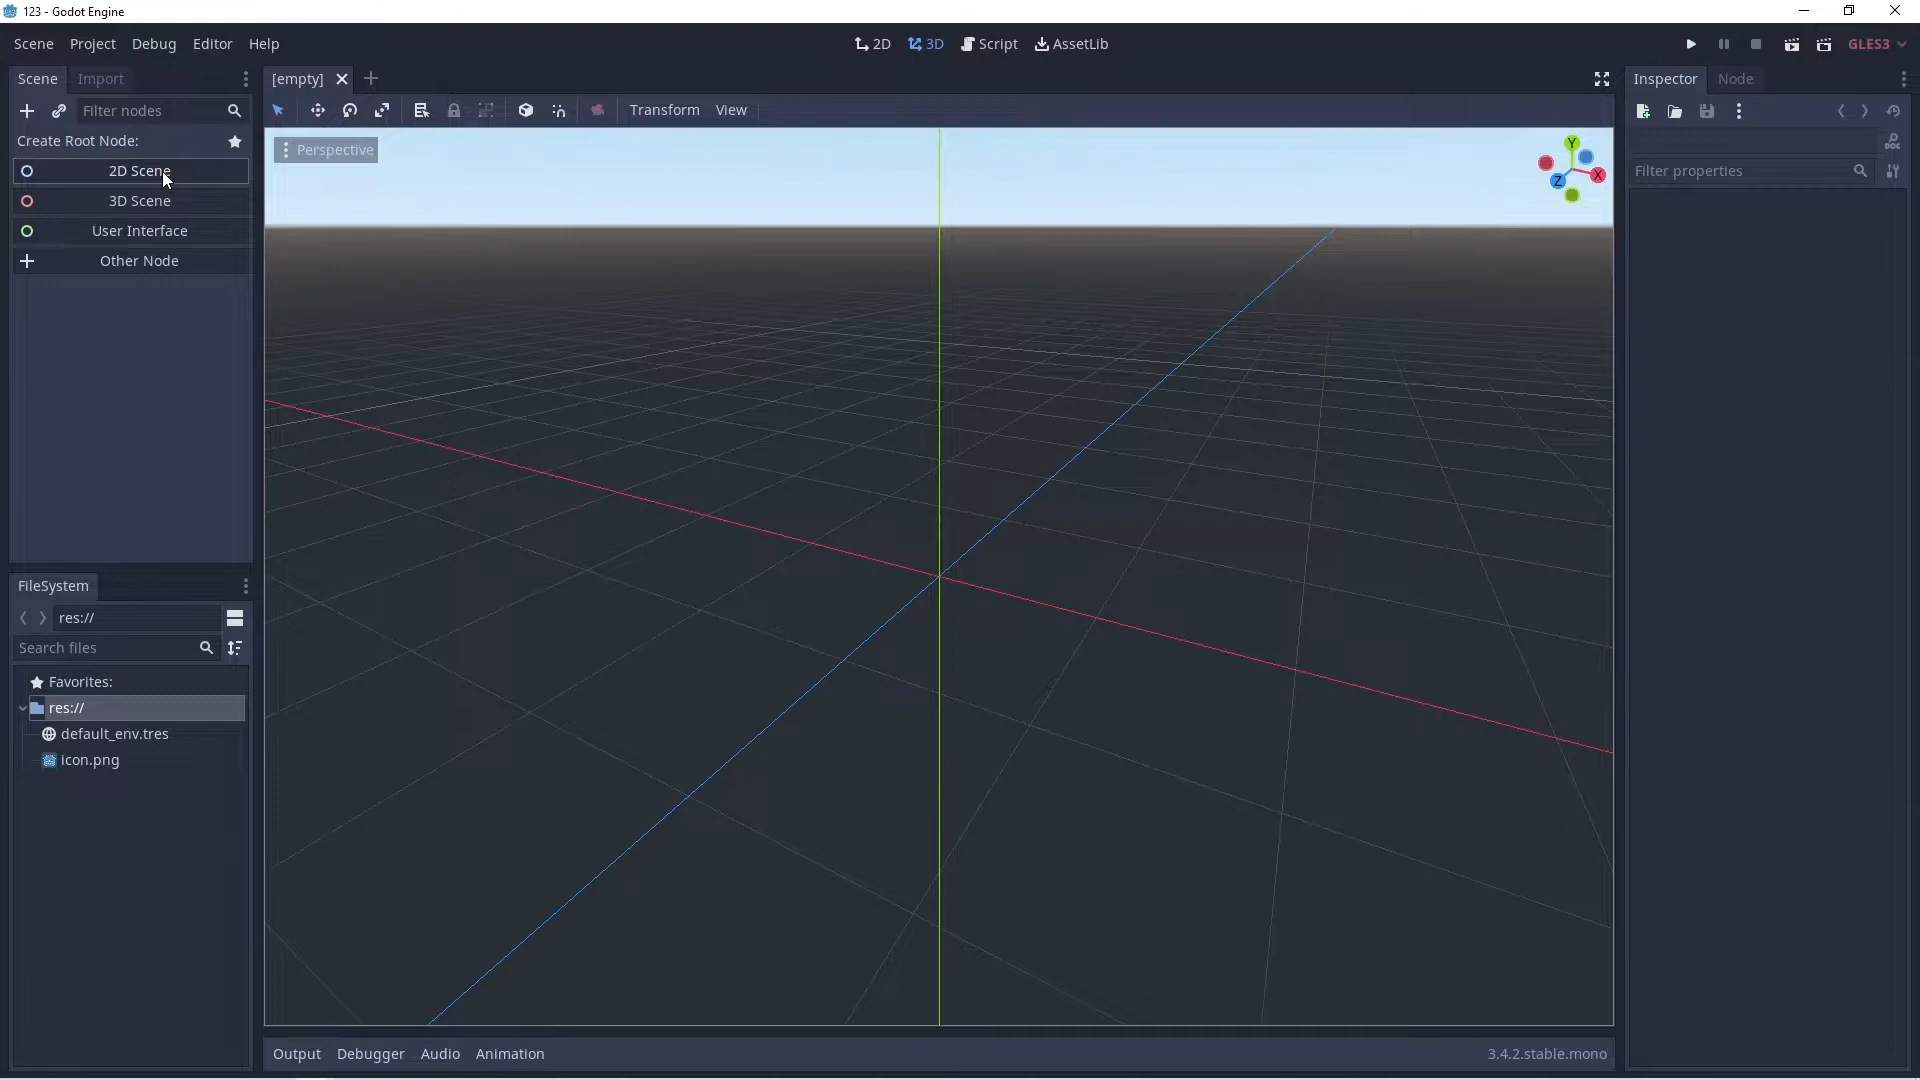 123 - Godot Engine
Scene Project Debug Editor Help
2D 3D Script AssetLib
GLES3
Scene Import
[empty]
Inspector Node
Filter nodes
Transform View
Create Root Node:
2D Scene
3D Scene
User Interface
Other Node
Perspective
Y
X
Z
DOC
Filter properties
FileSystem
res://
Search files
Favorites:
res://
default_env.tres
icon.png
Output Debugger Audio Animation
3.4.2.stable.mono